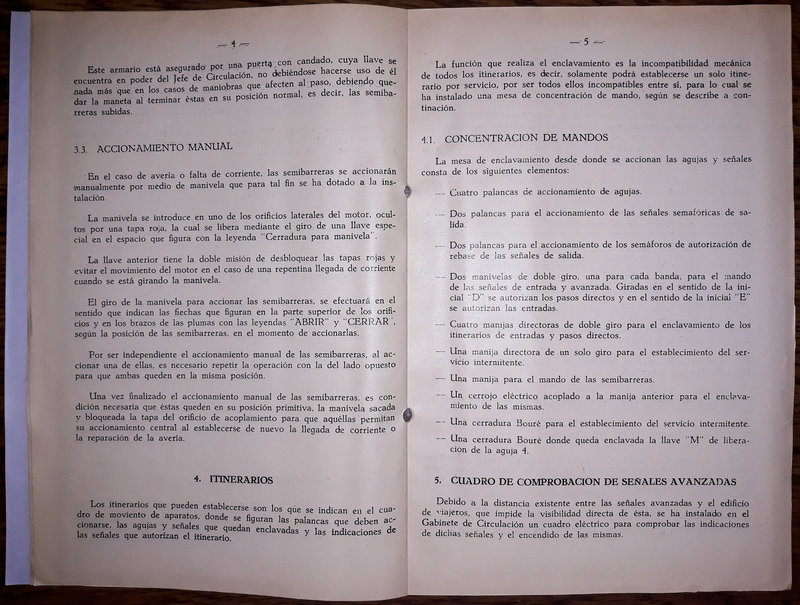 — 4 —
Este armario está asegurado por una puerta con candado, cuya llave se
encuentra en poder del Jefe de Circulación, no debiéndose hacerse uso de él
nada más que en los casos de maniobras que afecten al paso, debiendo que-
dar la maneta al terminar éstas en su posición normal, es decir, las semiba-
rreras subidas.
3.3. ACCIONAMIENTO MANUAL
En el caso de avería o falta de corriente, las semibarreras se accionarán
manualmente por medio de manivela que para tal fin se ha dotado a la ins-
talación.
La manivela se introduce en uno de los orificios laterales del motor, ocul-
tos por una tapa roja, la cual se libera mediante el giro de una llave espe-
cial en el espacio que figura con la leyenda "Cerradura para manivela".
La llave anterior tiene la doble misión de desbloquear las tapas rojas y
evitar el movimiento del motor en el caso de una repentina llegada de corriente
cuando se está girando la manivela.
El giro de la manivela para accionar las semibarreras, se efectuará en el
sentido que indican las flechas que figuran en la parte superior de los orifi-
cios y en los brazos de las plumas con las leyendas "ABRIR" y "CERRAR",
según la posición de las semibarreras, en el momento de accionarlas.
Por ser independiente el accionamiento manual de las semibarreras, al ac-
cionar una de ellas, es necesario repetir la operación con la del lado opuesto
para que ambas queden en la misma posición.
Una vez finalizado el accionamiento manual de las semibarreras, es con-
dición necesaria que éstas queden en su posición primitiva, la manivela sacada
y bloqueada la tapa del orificio de acoplamiento para que aquéllas permitan
su accionamiento central al establecerse de nuevo la llegada de corriente o
la reparación de la avería.
4. ITINERARIOS
Los itinerarios que pueden establecerse son los que se indican en el cua-
dro de moviento de aparatos, donde se figuran las palancas que deben ac-
cionarse, las agujas y señales que quedan enclavadas y las indicaciones de
las señales que autorizan el itinerario.
— 5 —
La función que realiza el enclavamiento es la incompatibilidad mecánica
de todos los itinerarios, es decir, solamente podrá establecerse un solo itine-
rario por servicio, por ser todos ellos incompatibles entre sí, para lo cual se
ha instalado una mesa de concentración de mando, según se describe a con-
tinación.
4.1. CONCENTRACION DE MANDOS
La mesa de enclavamiento desde donde se accionan las agujas y señales
consta de los siguientes elementos:
— Cuatro palancas de accionamiento de agujas.
— Dos palancas para el accionamiento de las señales semafóricas de sa-
lida.
— Dos palancas para el accionamiento de los semáforos de autorización de
rebase de las señales de salida.
— Dos manivelas de doble giro, una para cada banda, para el mando
de las señales de entrada y avanzada. Giradas en el sentido de la ini-
cial "D" se autorizan los pasos directos y en el sentido de la inicial "E"
se autorizan las entradas.
— Cuatro manijas directoras de doble giro para el enclavamiento de los
itinerarios de entradas y pasos directos.
— Una manija directora de un solo giro para el establecimiento del ser-
vicio intermitente.
— Una manija para el mando de las semibarreras.
— Un cerrojo eléctrico acoplado a la manija anterior para el enclava-
miento de las mismas.
— Una cerradura Bouré para el establecimiento del servicio intermitente.
— Una cerradura Bouré donde queda enclavada la llave "M" de libera-
ción de la aguja 4.
5. CUADRO DE COMPROBACION DE SEÑALES AVANZADAS
Debido a la distancia existente entre las señales avanzadas y el edificio
de viajeros, que impide la visibilidad directa de ésta, se ha instalado en el
Gabinete de Circulación un cuadro eléctrico para comprobar las indicaciones
de dichas señales y el encendido de las mismas.